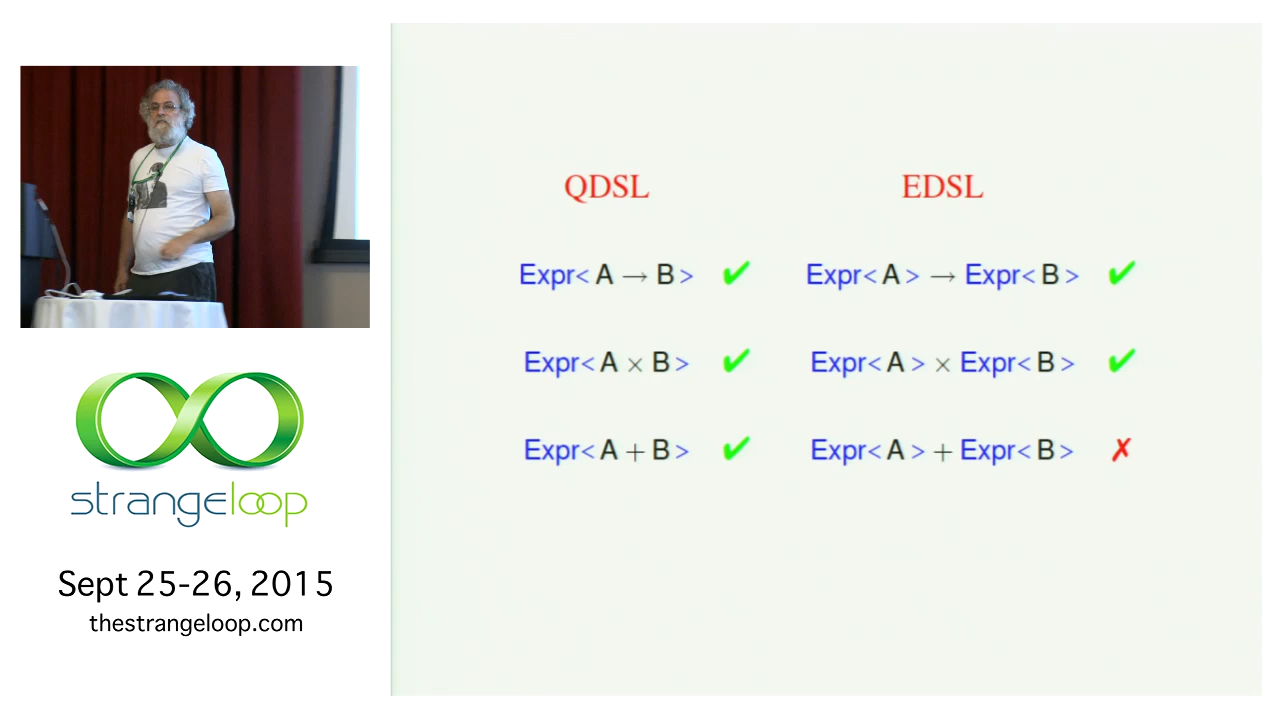 strangeloop
Sept 25-26, 2015
thestrangeloop.com
QDSL EDSL
Expr< A → B > ✔ Expr< A > → Expr< B > ✔
Expr< A × B > ✔ Expr< A > × Expr< B > ✔
Expr< A + B > ✔ Expr< A > + Expr< B > ✗